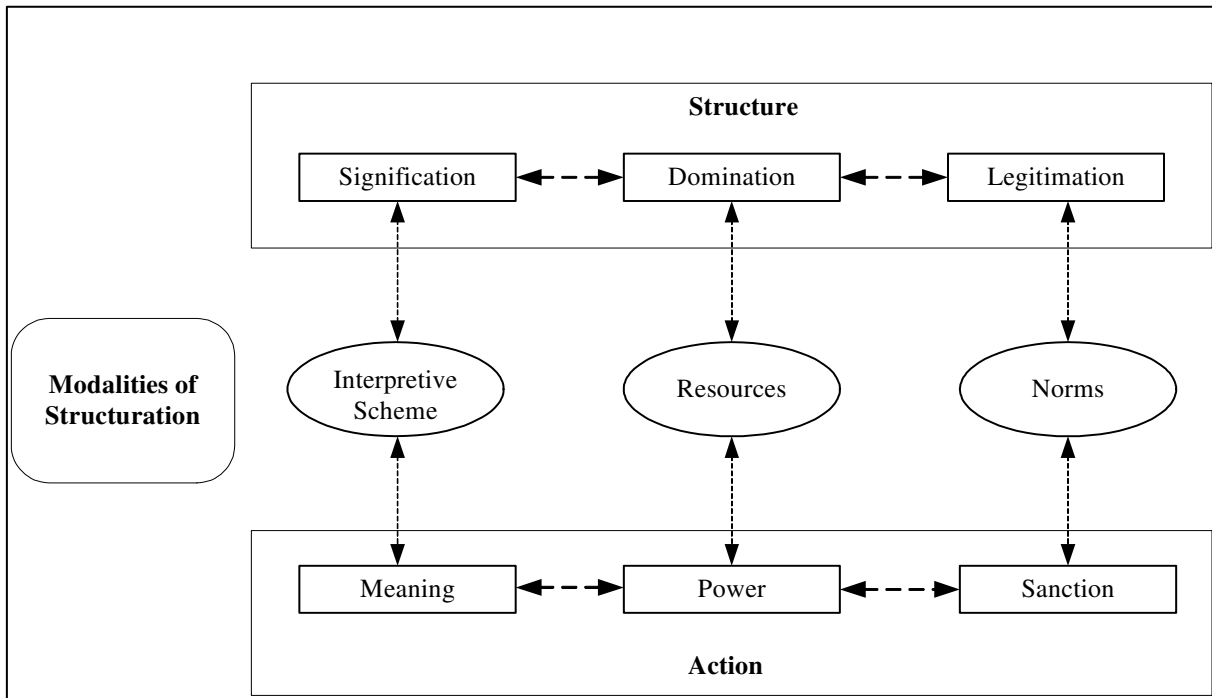 Structure
Signification
Domination
Legitimation
Modalities of
Structuration
Interpretive
Scheme
Resources
Norms
Meaning
Power
Sanction
Action